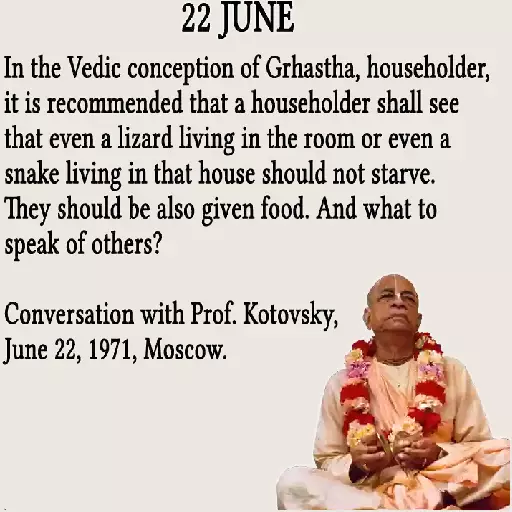 22 JUNE
In the Vedic conception of Grhastha, householder,
it is recommended that a householder shall see
that even a lizard living in the room or even a
snake living in that house should not starve.
They should be also given food. And what to
speak of others?
Conversation with Prof. Kotovsky,
June 22, 1971, Moscow.